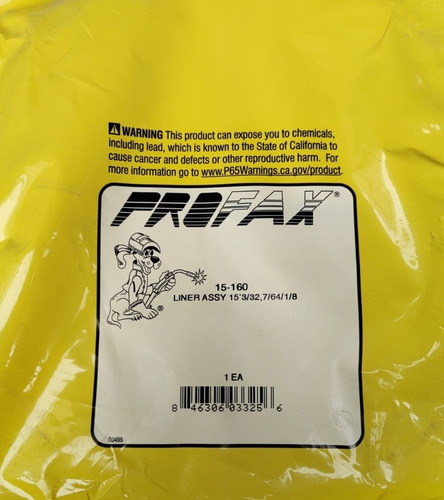 WARNING This product can expose you to chemicals,
including lead, which is known to the State of California to
cause cancer and defects or other reproductive harm. For
more information go to www.P65Warnings.ca.gov/product.
PROFAX®
15-160
LINER ASSY 15'3/32,7/64/1/8
®
1 EA
8 46306 03325 6